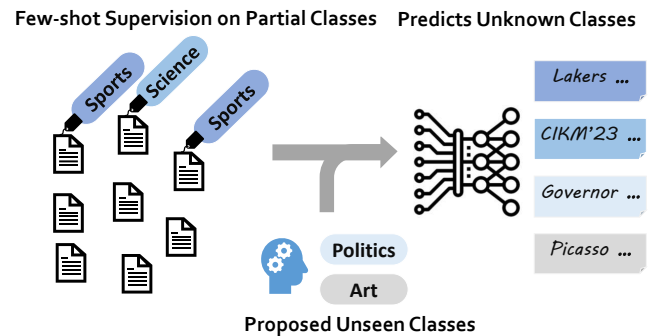 Few-shot Supervision on Partial Classes
Predicts Unknown Classes
Sports
Science
Sports
Lakers ...
CIKM'23 ...
Governor ...
Picasso ...
Politics
Art
Proposed Unseen Classes